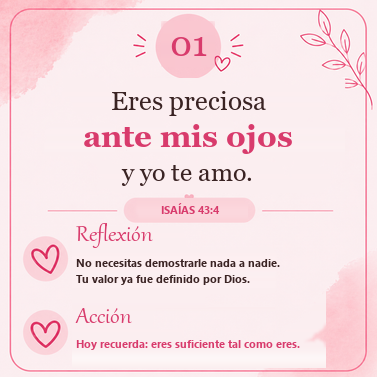 01
Eres preciosa
ante mis ojos
y yo te amo.
ISAÍAS 43:4
Reflexión
No necesitas demostrarle nada a nadie.
Tu valor ya fue definido por Dios.
Acción
Hoy recuerda: eres suficiente tal como eres.